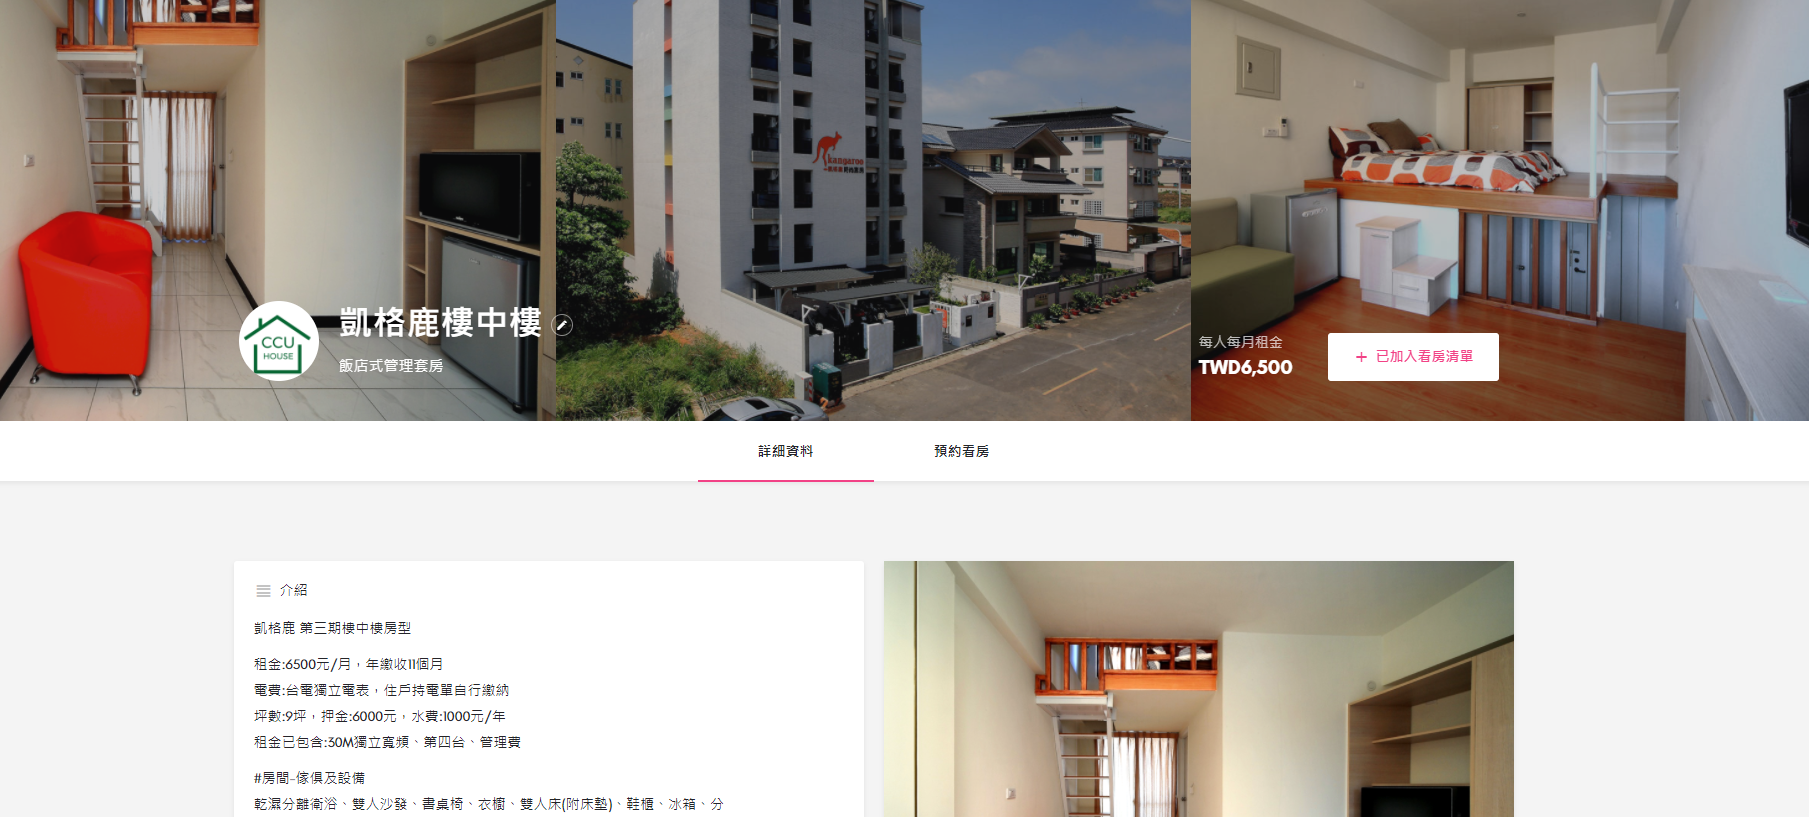 kangaroo
CCU
HOUSE
凱格鹿樓中樓
飯店式管理套房
每人每月租金
TWD6,500
+ 已加入看房清單
詳細資料
預約看房
介紹
凱格鹿 第三期樓中樓房型
租金:6500元/月，年繳收11個月
電費:台電獨立電表，住戶持電單自行繳納
坪數:9坪，押金:6000元，水費:1000元/年
租金已包含:30M獨立寬頻、第四台、管理費
#房間-傢俱及設備
乾濕分離衛浴、雙人沙發、書桌椅、衣櫥、雙人床(附床墊)、鞋櫃、冰箱、分